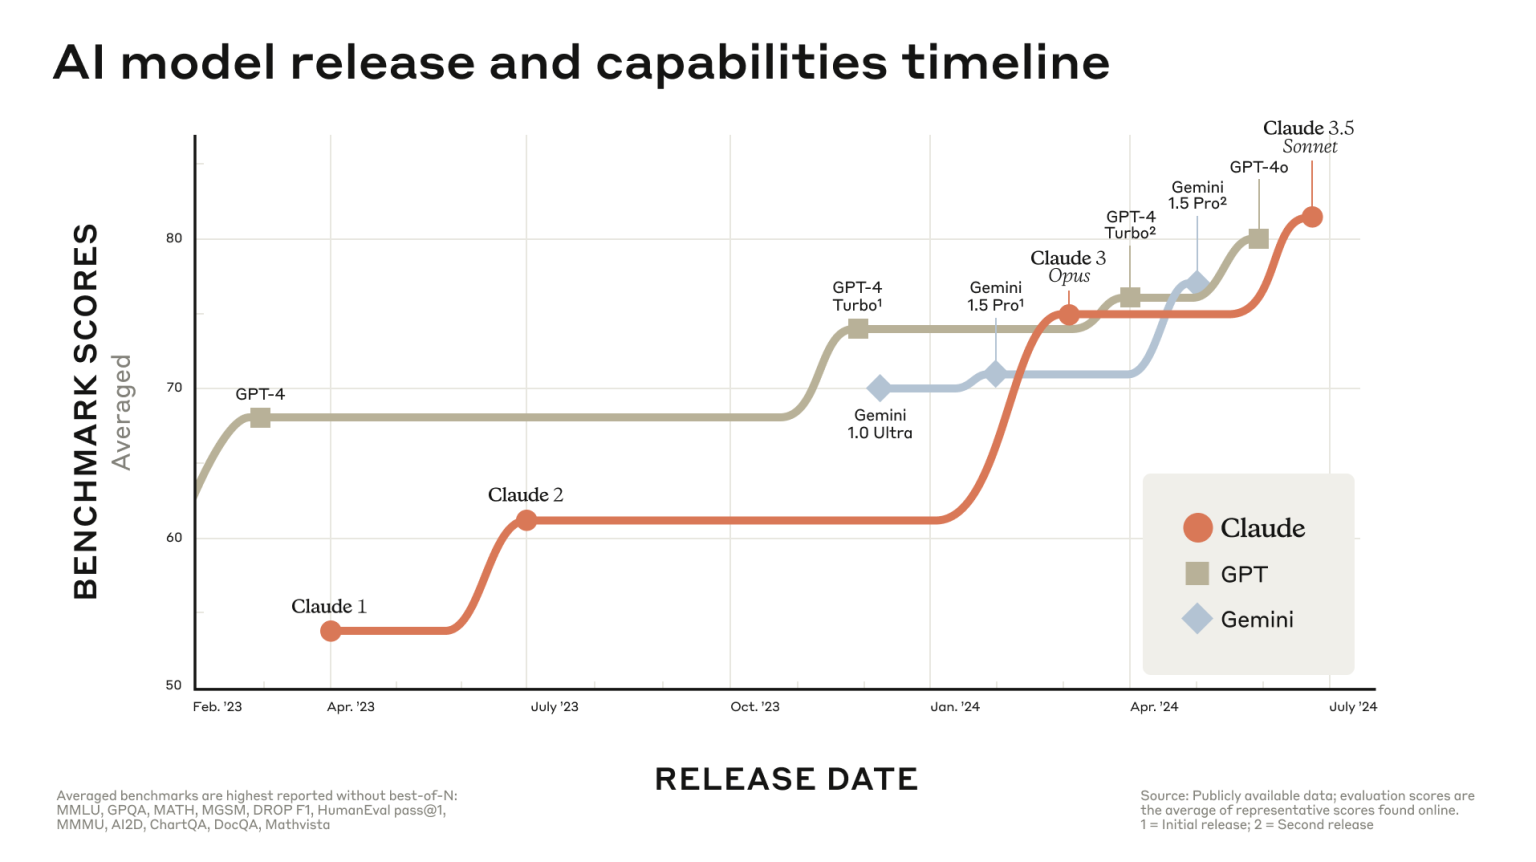 AI model release and capabilities timeline
BENCHMARK SCORES
Averaged
80
70
60
50
Claude 3.5
Sonnet
GPT-4o
Gemini
1.5 Pro²
GPT-4
Turbo²
Claude 3
Opus
GPT-4
Turbo¹
Gemini
1.5 Pro¹
GPT-4
Gemini
1.0 Ultra
Claude 2
Claude 1
Claude
GPT
Gemini
Feb. '23
Apr. '23
July '23
Oct. '23
Jan. '24
Apr. '24
July '24
RELEASE DATE
Averaged benchmarks are highest reported without best-of-N:
MMLU, GPQA, MATH, MGSM, DROP F1, HumanEval pass@1,
MMMU, AI2D, ChartQA, DocQA, Mathvista
Source: Publicly available data; evaluation scores are
the average of representative scores found online.
1 = Initial release; 2 = Second release